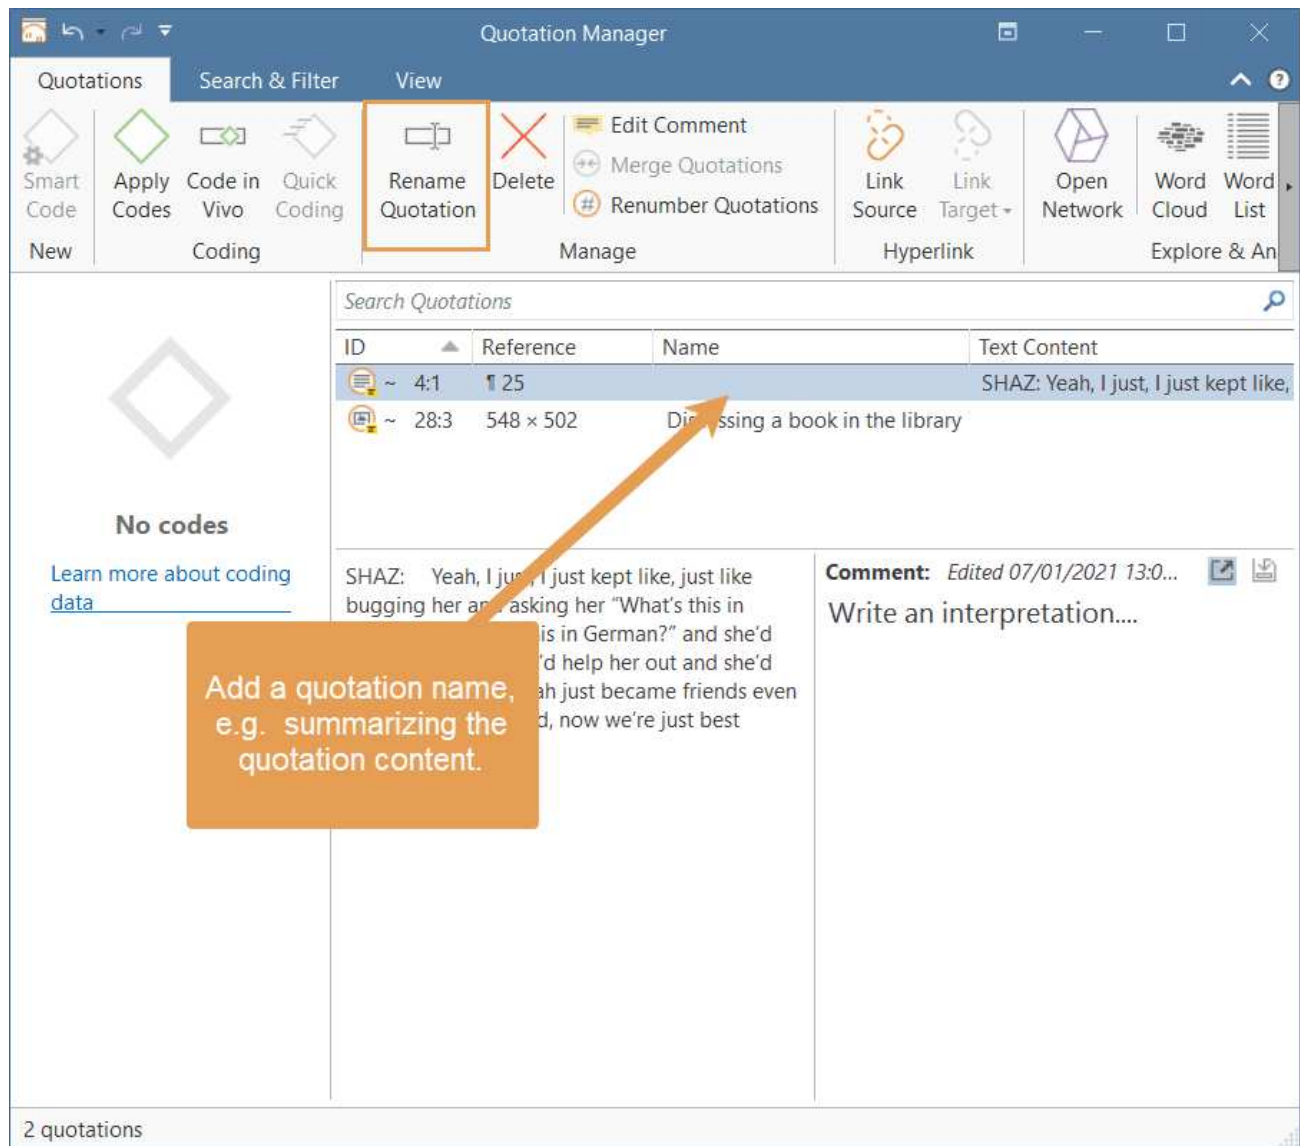 Quotation Manager
Quotations Search & Filter View
Smart Code
Apply Codes
Code in Vivo
Quick Coding
Rename Quotation
Delete
Edit Comment
Merge Quotations
Renumber Quotations
Link Source
Link Target
Open Network
Word Cloud
Word List
New Coding Manage Hyperlink Explore & An
Search Quotations
ID Reference Name Text Content
~ 4:1 ¶ 25 SHAZ: Yeah, I just, I just kept like,
~ 28:3 548 × 502 Discussing a book in the library
No codes
Learn more about coding
data
SHAZ: Yeah, I just, I just kept like, just like
bugging her and asking her “What’s this in
is in German?” and she’d
’d help her out and she’d
ah just became friends even
d, now we’re just best
Comment: Edited 07/01/2021 13:0...
Write an interpretation....
Add a quotation name,
e.g. summarizing the
quotation content.
2 quotations